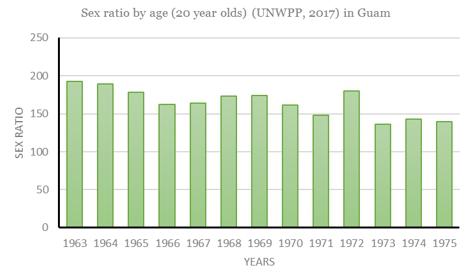 Sex ratio by age (20 year olds) (UNWPP, 2017) in Guam
250
200
150
100
50
0
SEX RATIO
1963 1964 1965 1966 1967 1968 1969 1970 1971 1972 1973 1974 1975
YEARS